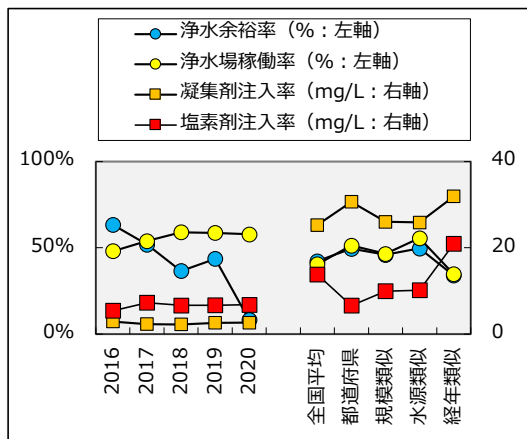 浄水余裕率（%：左軸）
浄水場稼働率（%：左軸）
凝集剤注入率（mg/L：右軸）
塩素剤注入率（mg/L：右軸）
100%
40
50%
20
0%
0
2016
2017
2018
2019
2020
全国平均
都道府県
規模類似
水源類似
経年類似